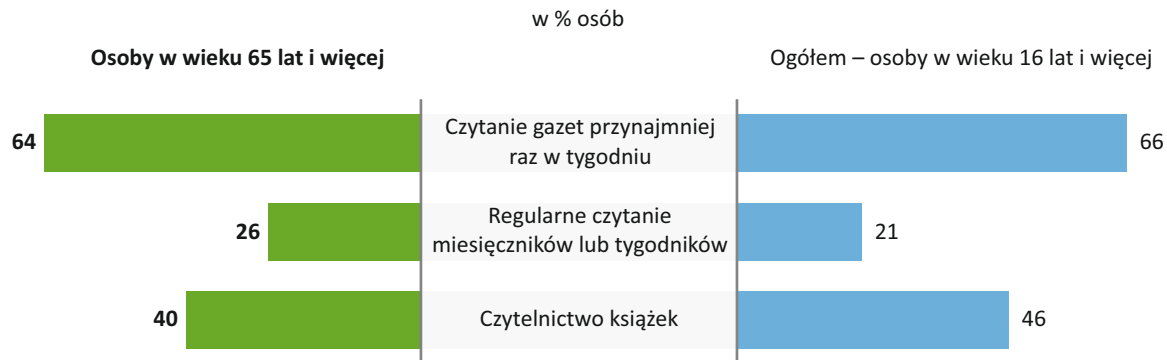 w % osób
Osoby w wieku 65 lat i więcej
Ogółem – osoby w wieku 16 lat i więcej
64
Czytanie gazet przynajmniej
raz w tygodniu
66
26
Regularne czytanie
miesięczników lub tygodników
21
40
Czytelnictwo książek
46